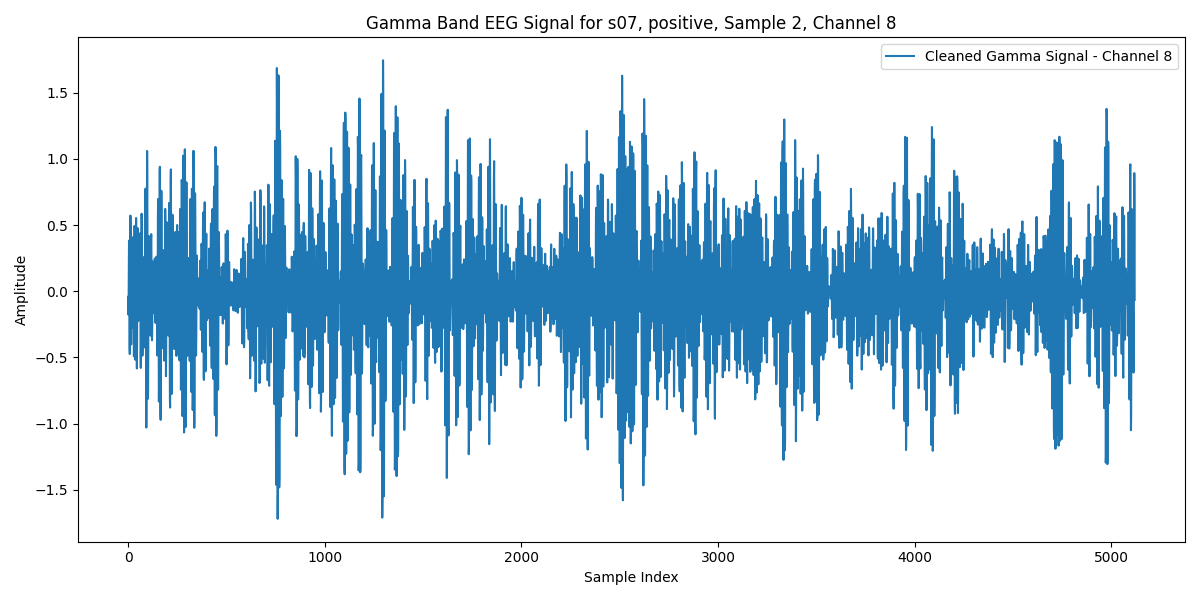 Gamma Band EEG Signal for s07, positive, Sample 2, Channel 8
Cleaned Gamma Signal - Channel 8
Amplitude
1.5
1.0
0.5
0.0
−0.5
−1.0
−1.5
0 1000 2000 3000 4000 5000
Sample Index